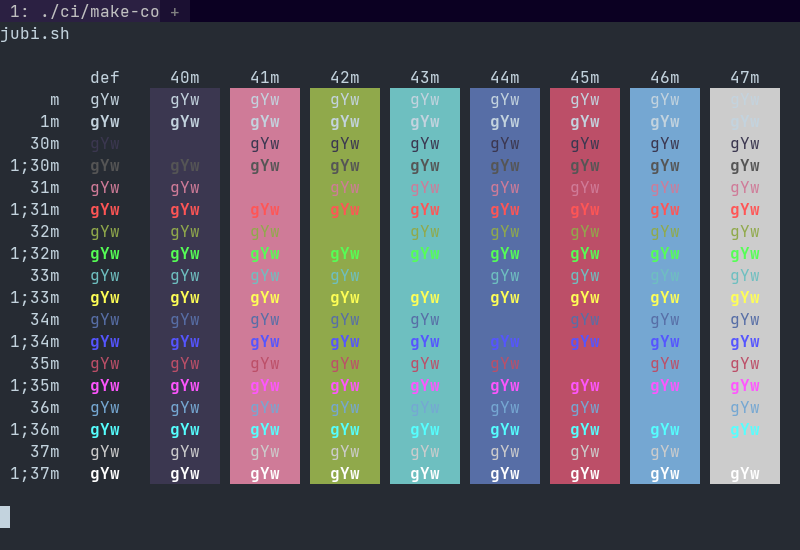 1: ./ci/make-co +
jubi.sh
def 40m 41m 42m 43m 44m 45m 46m 47m
m gYw gYw gYw gYw gYw gYw gYw gYw gYw
1m gYw gYw gYw gYw gYw gYw gYw gYw gYw
30m gYw gYw gYw gYw gYw gYw gYw gYw
1;30m gYw gYw gYw gYw gYw gYw gYw gYw gYw
31m gYw gYw gYw gYw gYw gYw gYw gYw
1;31m gYw gYw gYw gYw gYw gYw gYw gYw gYw
32m gYw gYw gYw gYw gYw gYw gYw gYw
1;32m gYw gYw gYw gYw gYw gYw gYw gYw gYw
33m gYw gYw gYw gYw gYw gYw gYw gYw
1;33m gYw gYw gYw gYw gYw gYw gYw gYw gYw
34m gYw gYw gYw gYw gYw gYw gYw gYw
1;34m gYw gYw gYw gYw gYw gYw gYw gYw gYw
35m gYw gYw gYw gYw gYw gYw gYw gYw
1;35m gYw gYw gYw gYw gYw gYw gYw gYw gYw
36m gYw gYw gYw gYw gYw gYw gYw gYw
1;36m gYw gYw gYw gYw gYw gYw gYw gYw gYw
37m gYw gYw gYw gYw gYw gYw gYw gYw
1;37m gYw gYw gYw gYw gYw gYw gYw gYw gYw